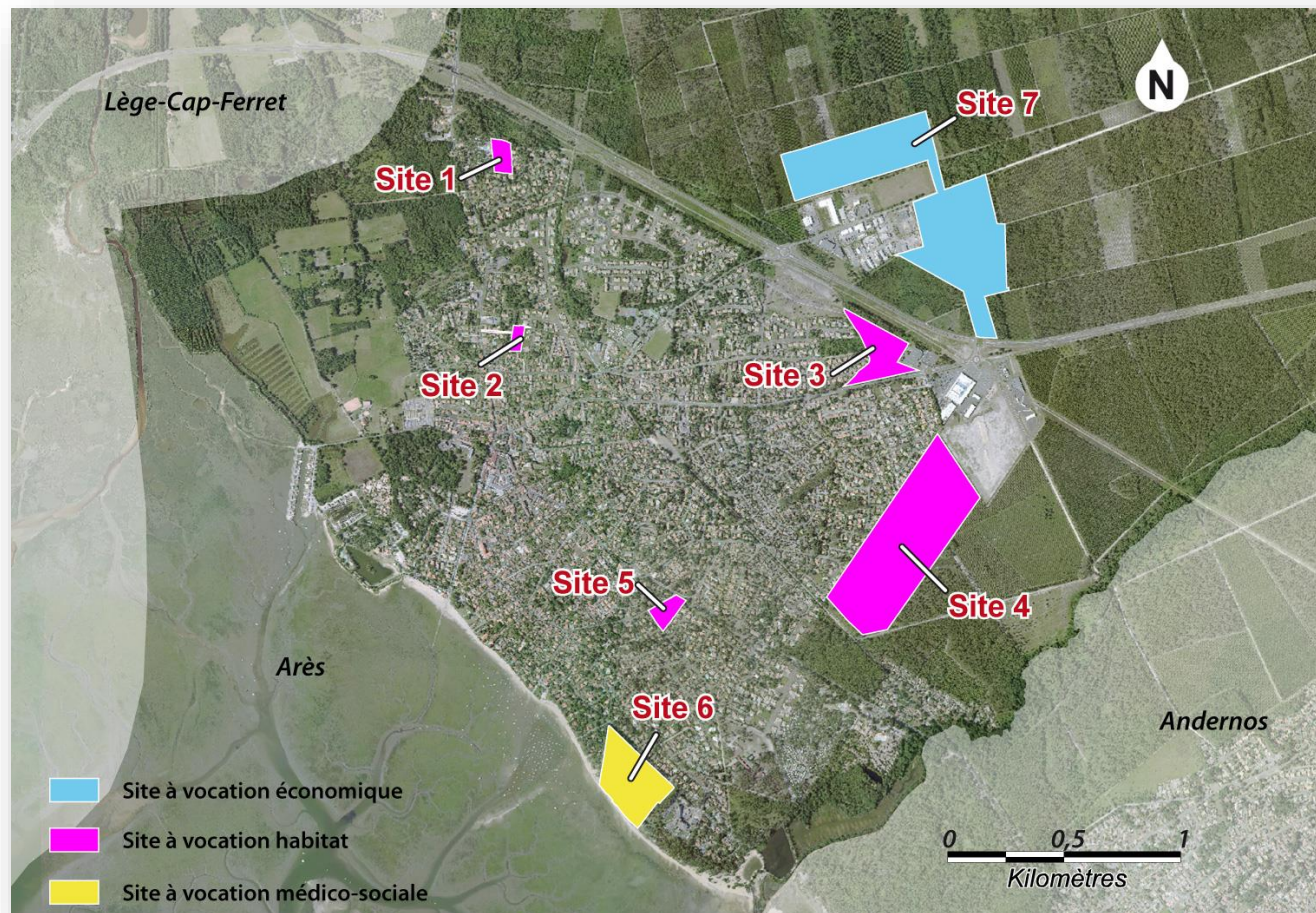 Lège-Cap-Ferret
N
Site 7
Site 1
Site 2
Site 3
Site 5
Site 4
Arès
Site 6
Andernos
Site à vocation économique
Site à vocation habitat
Site à vocation médico-sociale
0 0,5 1
Kilomètres